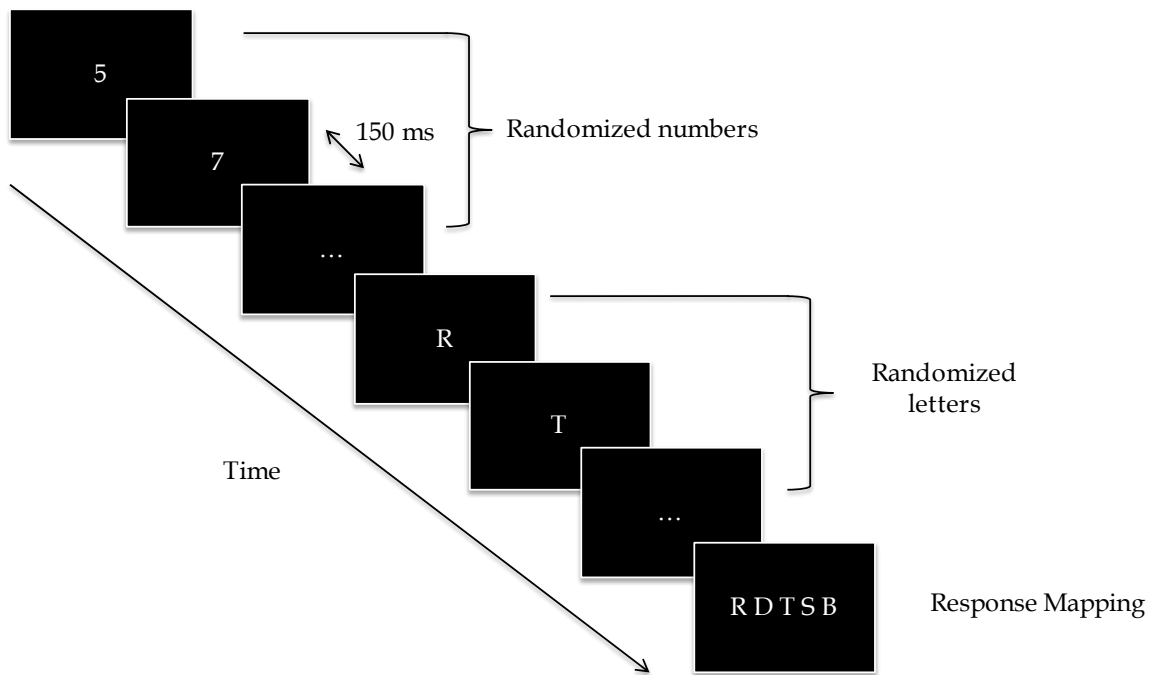 5
150 ms
Randomized numbers
7
...
R
Randomized
letters
T
Time
...
R D T S B
Response Mapping